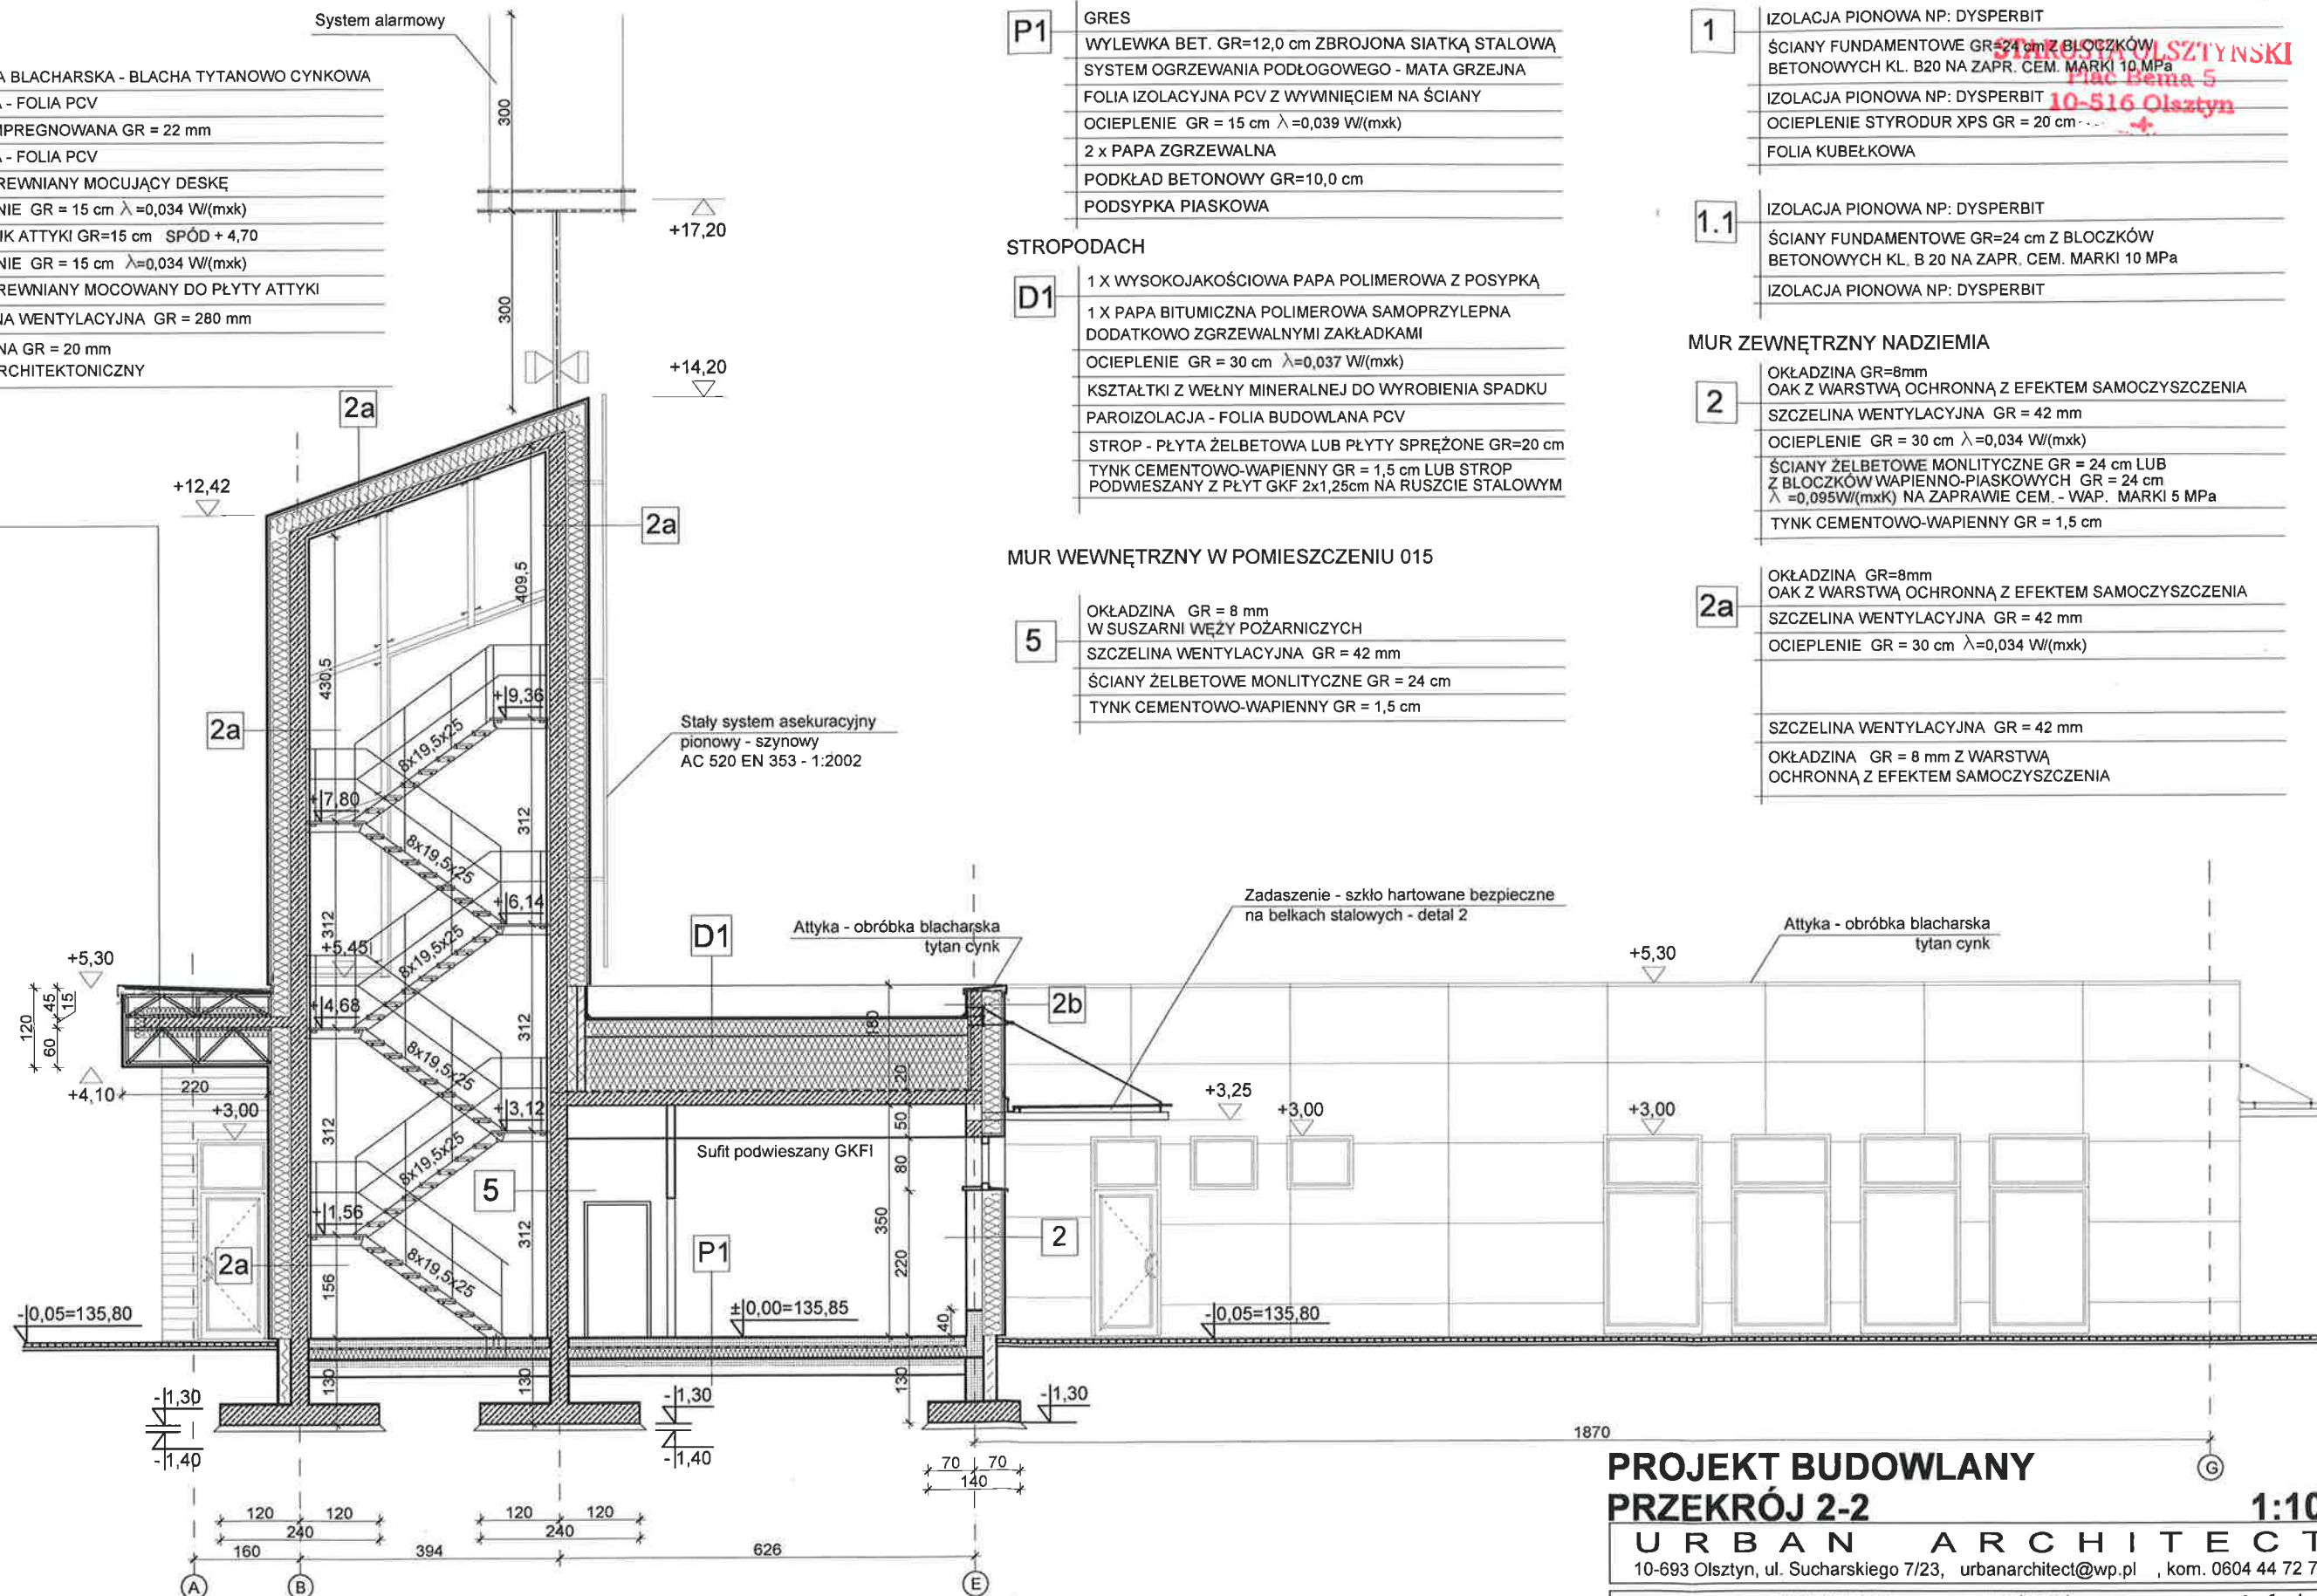 System alarmowy
A BLACHARSKA - BLACHA TYTANOWO CYNKOWA
- FOLIA PCV
MPREGNOWANA GR = 22 mm
- FOLIA PCV
REWNIANY MOCUJĄCY DESKĘ
NIE GR = 15 cm λ =0,034 W/(mxk)
IK ATTYKI GR=15 cm SPÓD + 4,70
NIE GR = 15 cm λ=0,034 W/(mxk)
REWNIANY MOCOWANY DO PŁYTY ATTYKI
NA WENTYLACYJNA GR = 280 mm
NA GR = 20 mm
RCHITEKTONICZNY
P1
GRES
WYLEWKA BET. GR=12,0 cm ZBROJONA SIATKĄ STALOWĄ
SYSTEM OGRZEWANIA PODŁOGOWEGO - MATA GRZEJNA
FOLIA IZOLACYJNA PCV Z WYWINIĘCIEM NA ŚCIANY
OCIEPLENIE GR = 15 cm λ =0,039 W/(mxk)
2 x PAPA ZGRZEWALNA
PODKŁAD BETONOWY GR=10,0 cm
PODSYPKA PIASKOWA
STROPODACH
D1
1 X WYSOKOJAKOŚCIOWA PAPA POLIMEROWA Z POSYPKĄ
1 X PAPA BITUMICZNA POLIMEROWA SAMOPRZYLEPNA
DODATKOWO ZGRZEWALNYMI ZAKŁADKAMI
OCIEPLENIE GR = 30 cm λ=0,037 W/(mxk)
KSZTAŁTKI Z WEŁNY MINERALNEJ DO WYROBIENIA SPADKU
PAROIZOLACJA - FOLIA BUDOWLANA PCV
STROP - PŁYTA ŻELBETOWA LUB PŁYTY SPRĘŻONE GR=20 cm
TYNK CEMENTOWO-WAPIENNY GR = 1,5 cm LUB STROP
PODWIESZANY Z PŁYT GKF 2x1,25cm NA RUSZCIE STALOWYM
MUR WEWNĘTRZNY W POMIESZCZENIU 015
5
OKŁADZINA GR = 8 mm
W SUSZARNI WĘŻY POŻARNICZYCH
SZCZELINA WENTYLACYJNA GR = 42 mm
ŚCIANY ŻELBETOWE MONLITYCZNE GR = 24 cm
TYNK CEMENTOWO-WAPIENNY GR = 1,5 cm
1
IZOLACJA PIONOWA NP: DYSPERBIT
ŚCIANY FUNDAMENTOWE GR=24 cm Z BLOCZKÓW
BETONOWYCH KL. B20 NA ZAPR. CEM. MARKI 10 MPa
IZOLACJA PIONOWA NP: DYSPERBIT
OCIEPLENIE STYRODUR XPS GR = 20 cm
FOLIA KUBEŁKOWA
STAROSTA OLSZTYNSKI
Plac Bema 5
10-516 Olsztyn
-4-
1.1
IZOLACJA PIONOWA NP: DYSPERBIT
ŚCIANY FUNDAMENTOWE GR=24 cm Z BLOCZKÓW
BETONOWYCH KL. B 20 NA ZAPR. CEM. MARKI 10 MPa
IZOLACJA PIONOWA NP: DYSPERBIT
MUR ZEWNĘTRZNY NADZIEMIA
2
OKŁADZINA GR=8mm
OAK Z WARSTWĄ OCHRONNĄ Z EFEKTEM SAMOCZYSZCZENIA
SZCZELINA WENTYLACYJNA GR = 42 mm
OCIEPLENIE GR = 30 cm λ =0,034 W/(mxk)
ŚCIANY ŻELBETOWE MONLITYCZNE GR = 24 cm LUB
Z BLOCZKÓW WAPIENNO-PIASKOWYCH GR = 24 cm
λ =0,095W/(mxK) NA ZAPRAWIE CEM. - WAP. MARKI 5 MPa
TYNK CEMENTOWO-WAPIENNY GR = 1,5 cm
2a
OKŁADZINA GR=8mm
OAK Z WARSTWĄ OCHRONNĄ Z EFEKTEM SAMOCZYSZCZENIA
SZCZELINA WENTYLACYJNA GR = 42 mm
OCIEPLENIE GR = 30 cm λ=0,034 W/(mxk)
SZCZELINA WENTYLACYJNA GR = 42 mm
OKŁADZINA GR = 8 mm Z WARSTWĄ
OCHRONNĄ Z EFEKTEM SAMOCZYSZCZENIA
300
+17,20
300
+14,20
2a
+12,42
2a
409,5
430,5
2a
+9,36
8x19,5x25
Stały system asekuracyjny
pionowy - szynowy
AC 520 EN 353 - 1:2002
+7,80
312
8x19,5x25
+6,14
312
+5,45
8x19,5x25
D1
Attyka - obróbka blacharska
tytan cynk
Zadaszenie - szkło hartowane bezpieczne
na belkach stalowych - detal 2
Attyka - obróbka blacharska
tytan cynk
+5,30
+5,30
120
45
15
60
+4,68
312
180
2b
8x19,5x25
20
+4,10
220
+3,00
+3,12
312
50
+3,25
+3,00
+3,00
Sufit podwieszany GKFI
80
8x19,5x25
5
+1,56
312
350
2
2a
P1
220
156
8x19,5x25
-0,05=135,80
±0,00=135,85
40
-0,05=135,80
130
130
130
-1,30
-1,40
-1,30
-1,40
-1,30
1870
70 70
140
G
120 120
240
120 120
240
160
394
626
A
B
E
PROJEKT BUDOWLANY
PRZEKRÓJ 2-2
1:10
URBAN ARCHITECT
10-693 Olsztyn, ul. Sucharskiego 7/23, urbanarchitect@wp.pl , kom. 0604 44 72 7